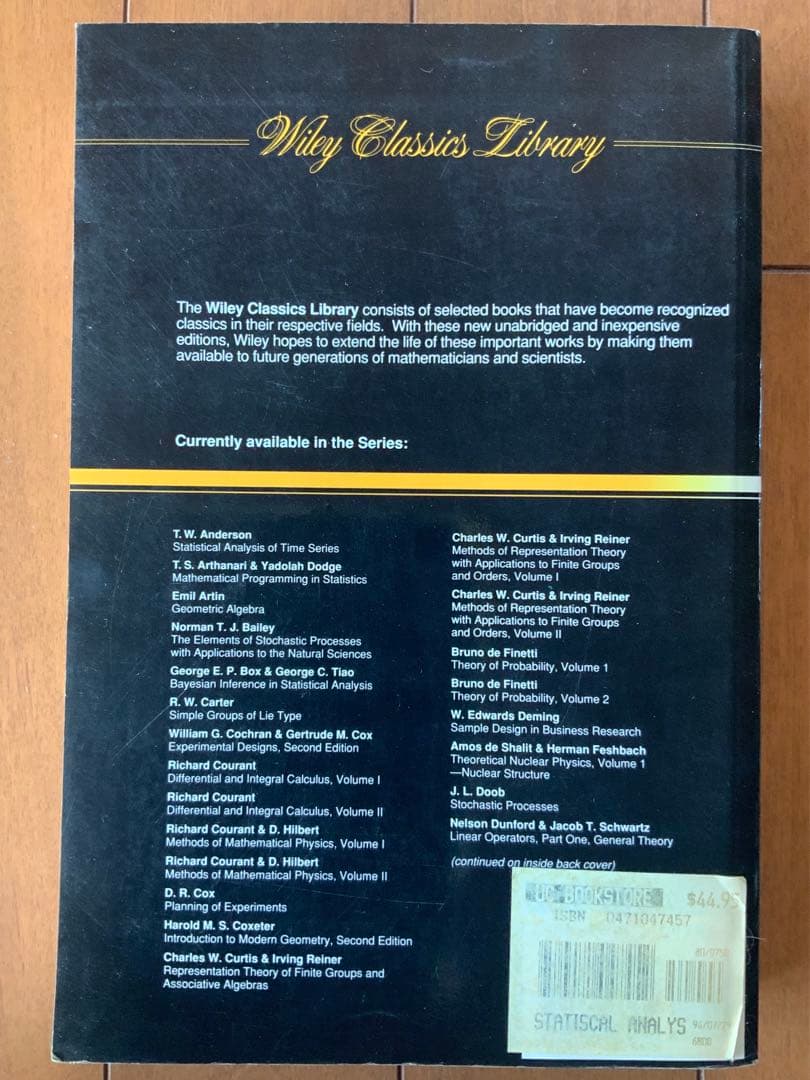 Wiley Classics Library
The Wiley Classics Library consists of selected books that have become recognized
classics in their respective fields. With these new unabridged and inexpensive
editions, Wiley hopes to extend the life of these important works by making them
available to future generations of mathematicians and scientists.
Currently available in the Series:
T. W. Anderson
Statistical Analysis of Time Series
T. S. Arthanari & Yadolah Dodge
Mathematical Programming in Statistics
Emil Artin
Geometric Algebra
Norman T. J. Bailey
The Elements of Stochastic Processes
with Applications to the Natural Sciences
George E. P. Box & George C. Tiao
Bayesian Inference in Statistical Analysis
R. W. Carter
Simple Groups of Lie Type
William G. Cochran & Gertrude M. Cox
Experimental Designs, Second Edition
Richard Courant
Differential and Integral Calculus, Volume I
Richard Courant
Differential and Integral Calculus, Volume II
Richard Courant & D. Hilbert
Methods of Mathematical Physics, Volume I
Richard Courant & D. Hilbert
Methods of Mathematical Physics, Volume II
D. R. Cox
Planning of Experiments
Harold M. S. Coxeter
Introduction to Modern Geometry, Second Edition
Charles W. Curtis & Irving Reiner
Representation Theory of Finite Groups and
Associative Algebras
Charles W. Curtis & Irving Reiner
Methods of Representation Theory
with Applications to Finite Groups
and Orders, Volume I
Charles W. Curtis & Irving Reiner
Methods of Representation Theory
with Applications to Finite Groups
and Orders, Volume II
Bruno de Finetti
Theory of Probability, Volume 1
Bruno de Finetti
Theory of Probability, Volume 2
W. Edwards Deming
Sample Design in Business Research
Amos de Shalit & Herman Feshbach
Theoretical Nuclear Physics, Volume 1
—Nuclear Structure
J. L. Doob
Stochastic Processes
Nelson Dunford & Jacob T. Schwartz
Linear Operators, Part One, General Theory
(continued on inside back cover)
UC BOOKSTORE $44.95
ISBN 0471047457
STATISCAL ANALYS
6800